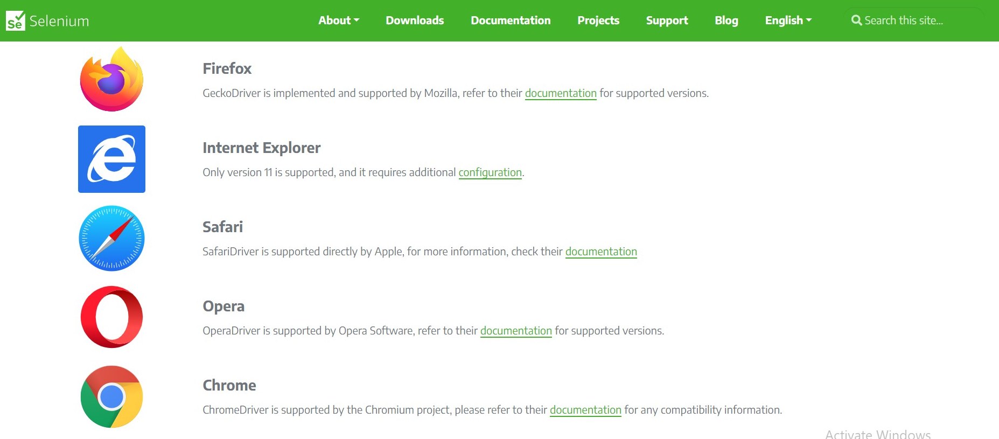 Se Selenium About Downloads Documentation Projects Support Blog English Search this site...
Firefox
GeckoDriver is implemented and supported by Mozilla, refer to their documentation for supported versions.
Internet Explorer
Only version 11 is supported, and it requires additional configuration.
Safari
SafariDriver is supported directly by Apple, for more information, check their documentation
Opera
OperaDriver is supported by Opera Software, refer to their documentation for supported versions.
Chrome
ChromeDriver is supported by the Chromium project, please refer to their documentation for any compatibility information.
Activate Windows